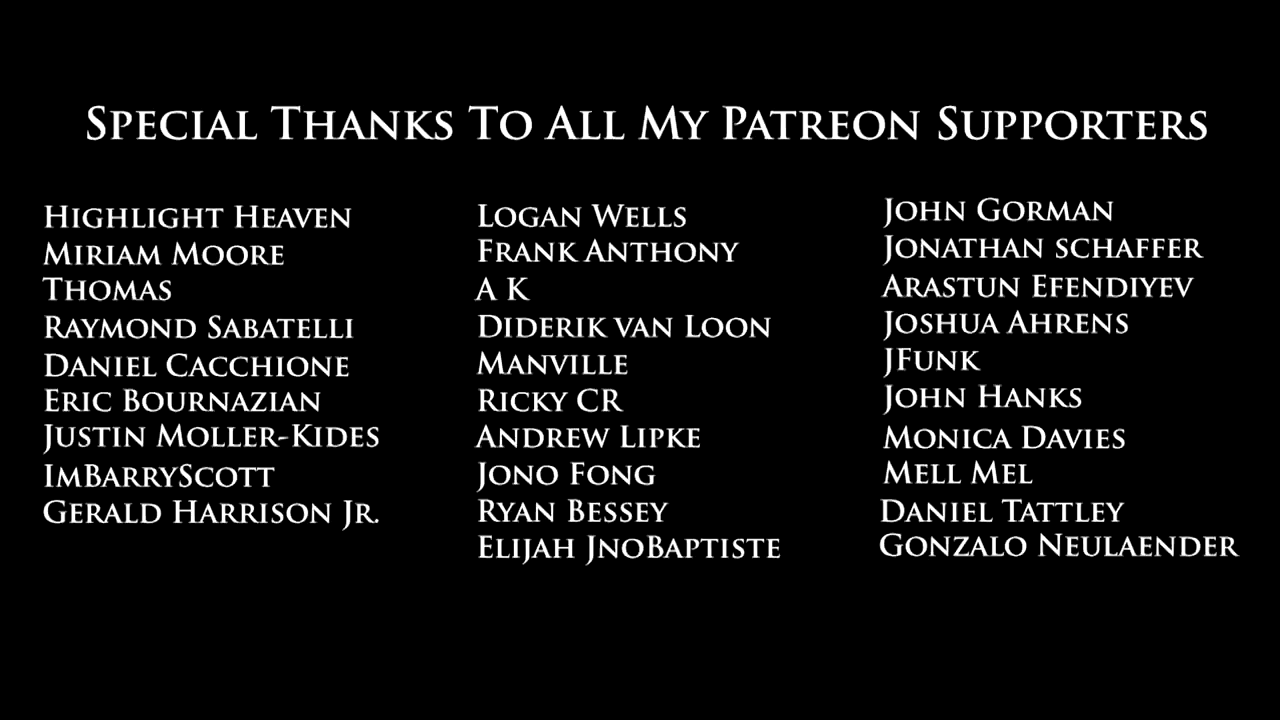 Special Thanks To All My Patreon Supporters
Highlight Heaven
Miriam Moore
Thomas
Raymond Sabatelli
Daniel Cacchione
Eric Bournazian
Justin Moller-Kides
ImBarryScott
Gerald Harrison Jr.
Logan Wells
Frank Anthony
A K
Diderik van Loon
Manville
Ricky CR
Andrew Lipke
Jono Fong
Ryan Bessey
Elijah JnoBaptiste
John Gorman
Jonathan schaffer
Arastun Efendiyev
Joshua Ahrens
JFunk
John Hanks
Monica Davies
Mell Mel
Daniel Tattley
Gonzalo Neulaender